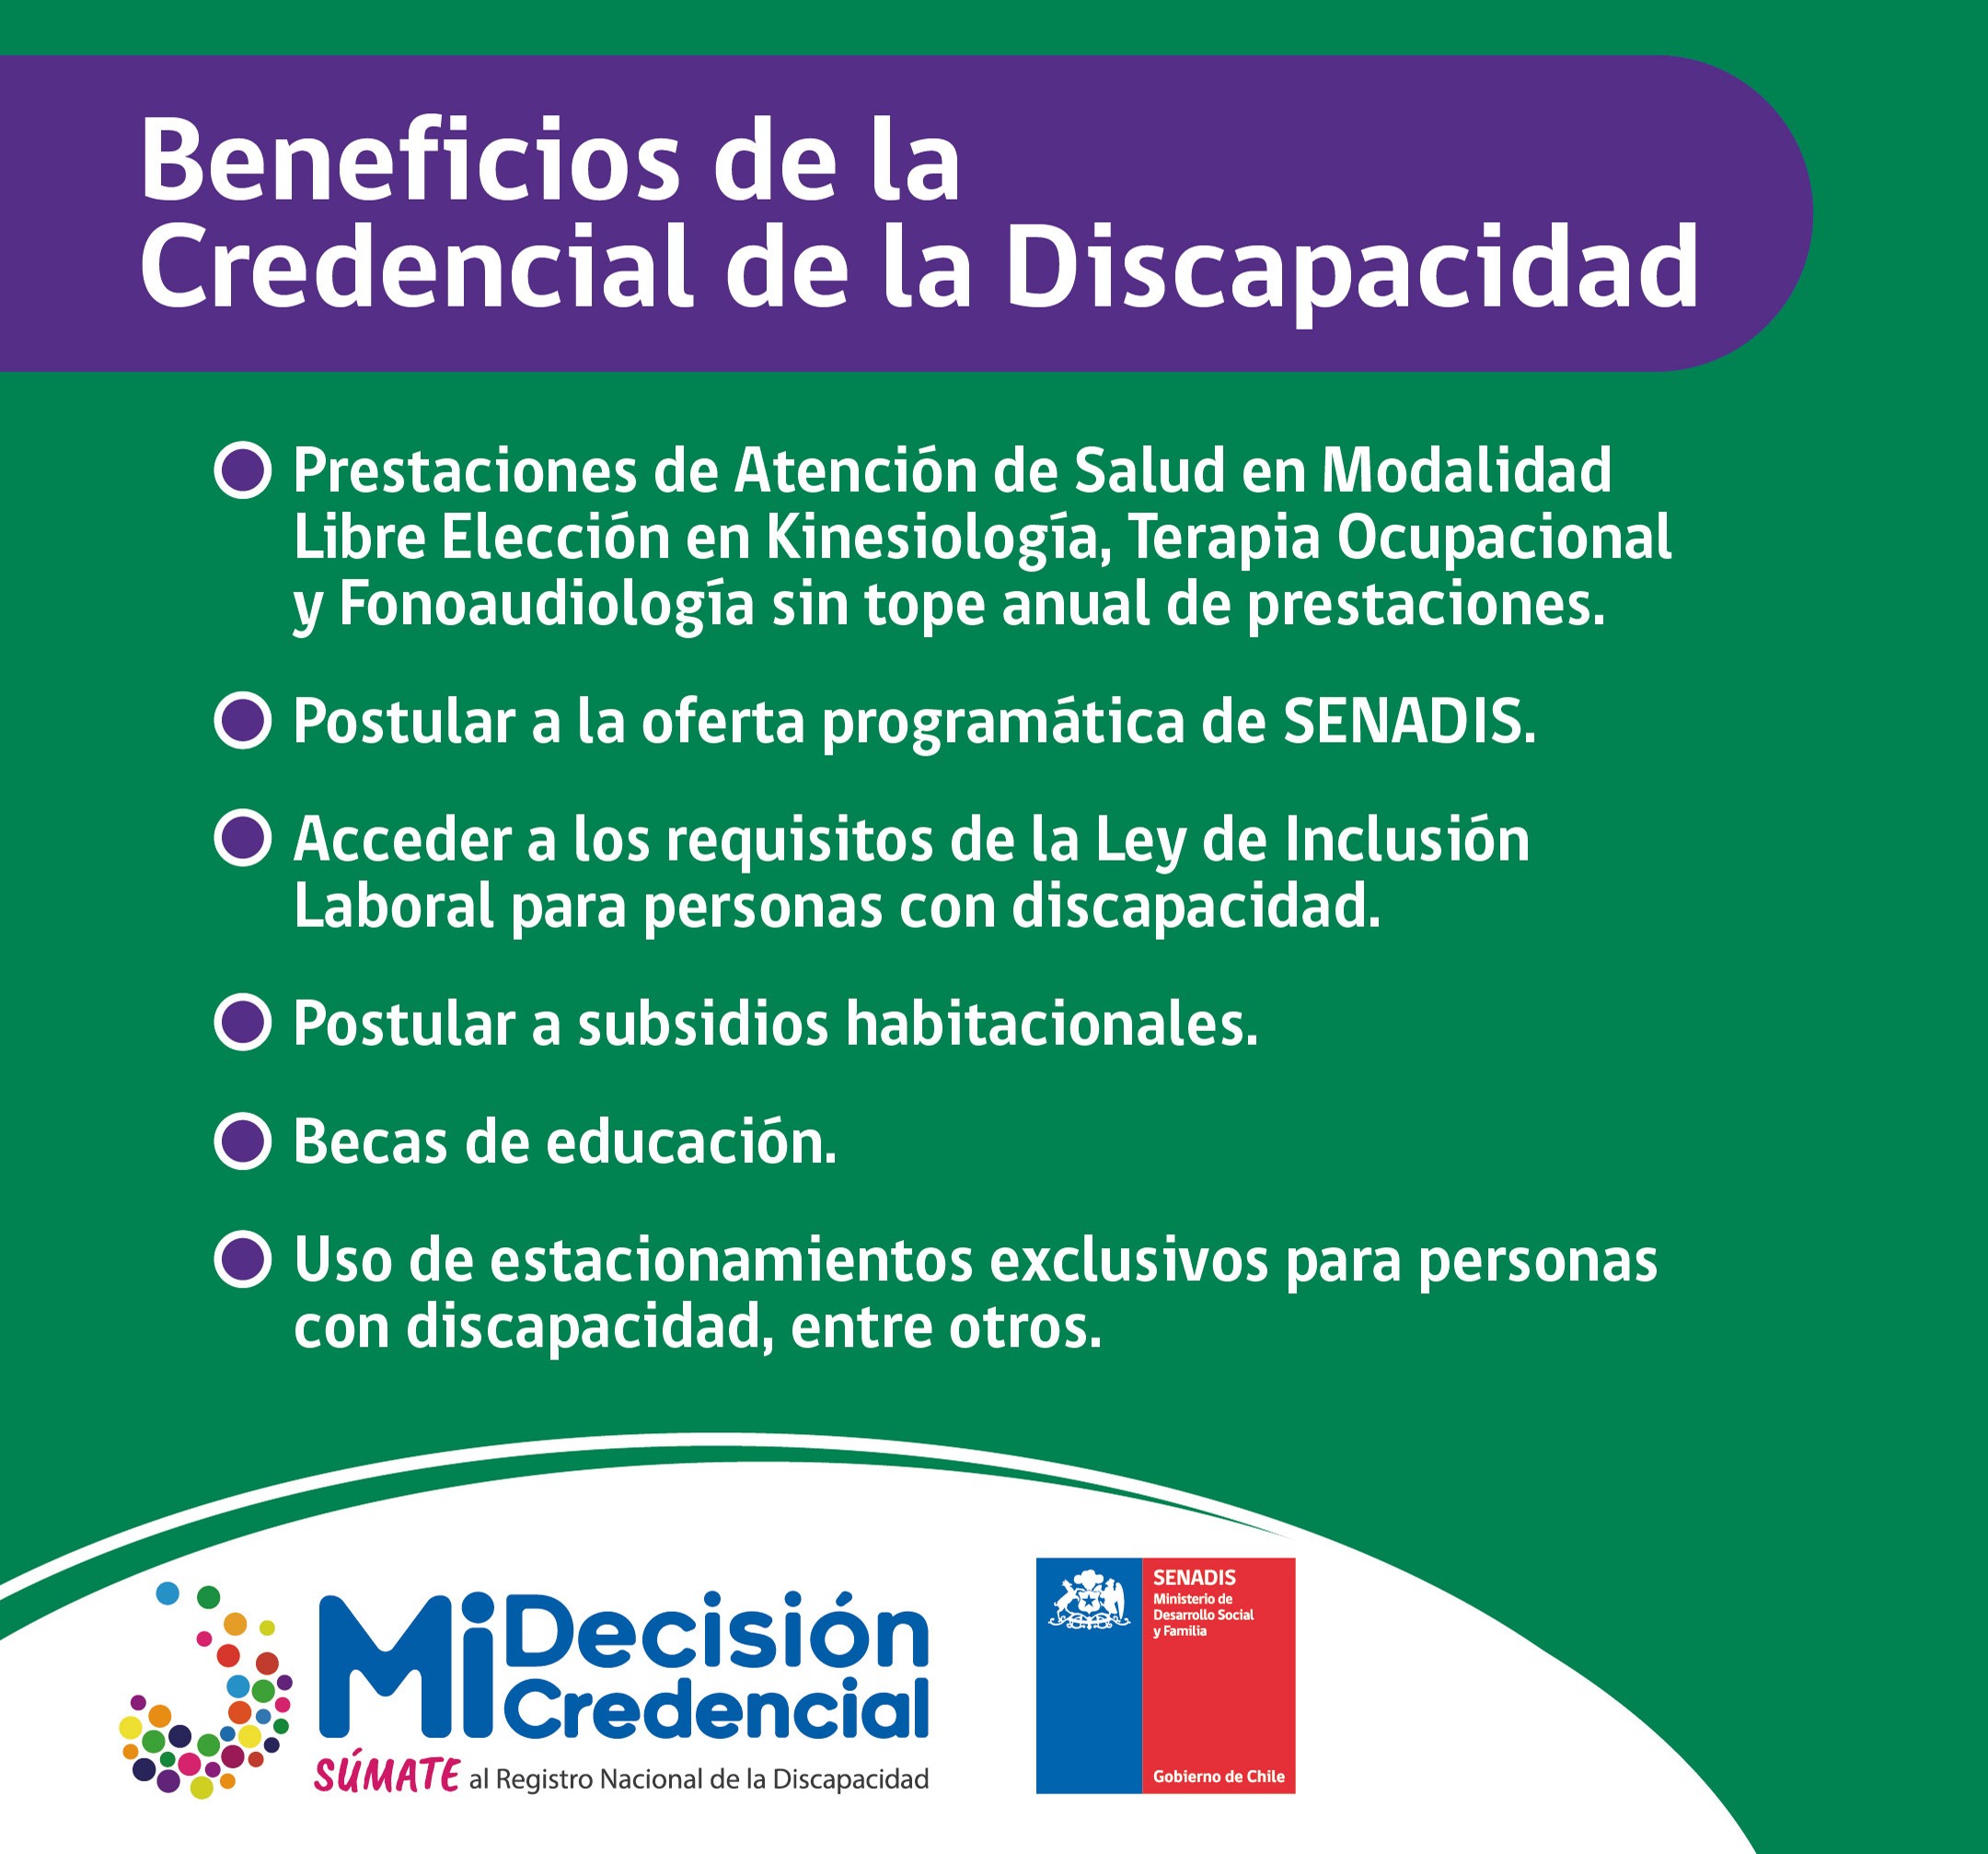 Beneficios de la
Credencial de la Discapacidad
Prestaciones de Atención de Salud en Modalidad
Libre Elección en Kinesiología, Terapia Ocupacional
y Fonoaudiología sin tope anual de prestaciones.
Postular a la oferta programática de SENADIS.
Acceder a los requisitos de la Ley de Inclusión
Laboral para personas con discapacidad.
Postular a subsidios habitacionales.
Becas de educación.
Uso de estacionamientos exclusivos para personas
con discapacidad, entre otros.
Mi Decisión
Credencial
SÚMATE al Registro Nacional de la Discapacidad
SENADIS
Ministerio de
Desarrollo Social
y Familia
Gobierno de Chile